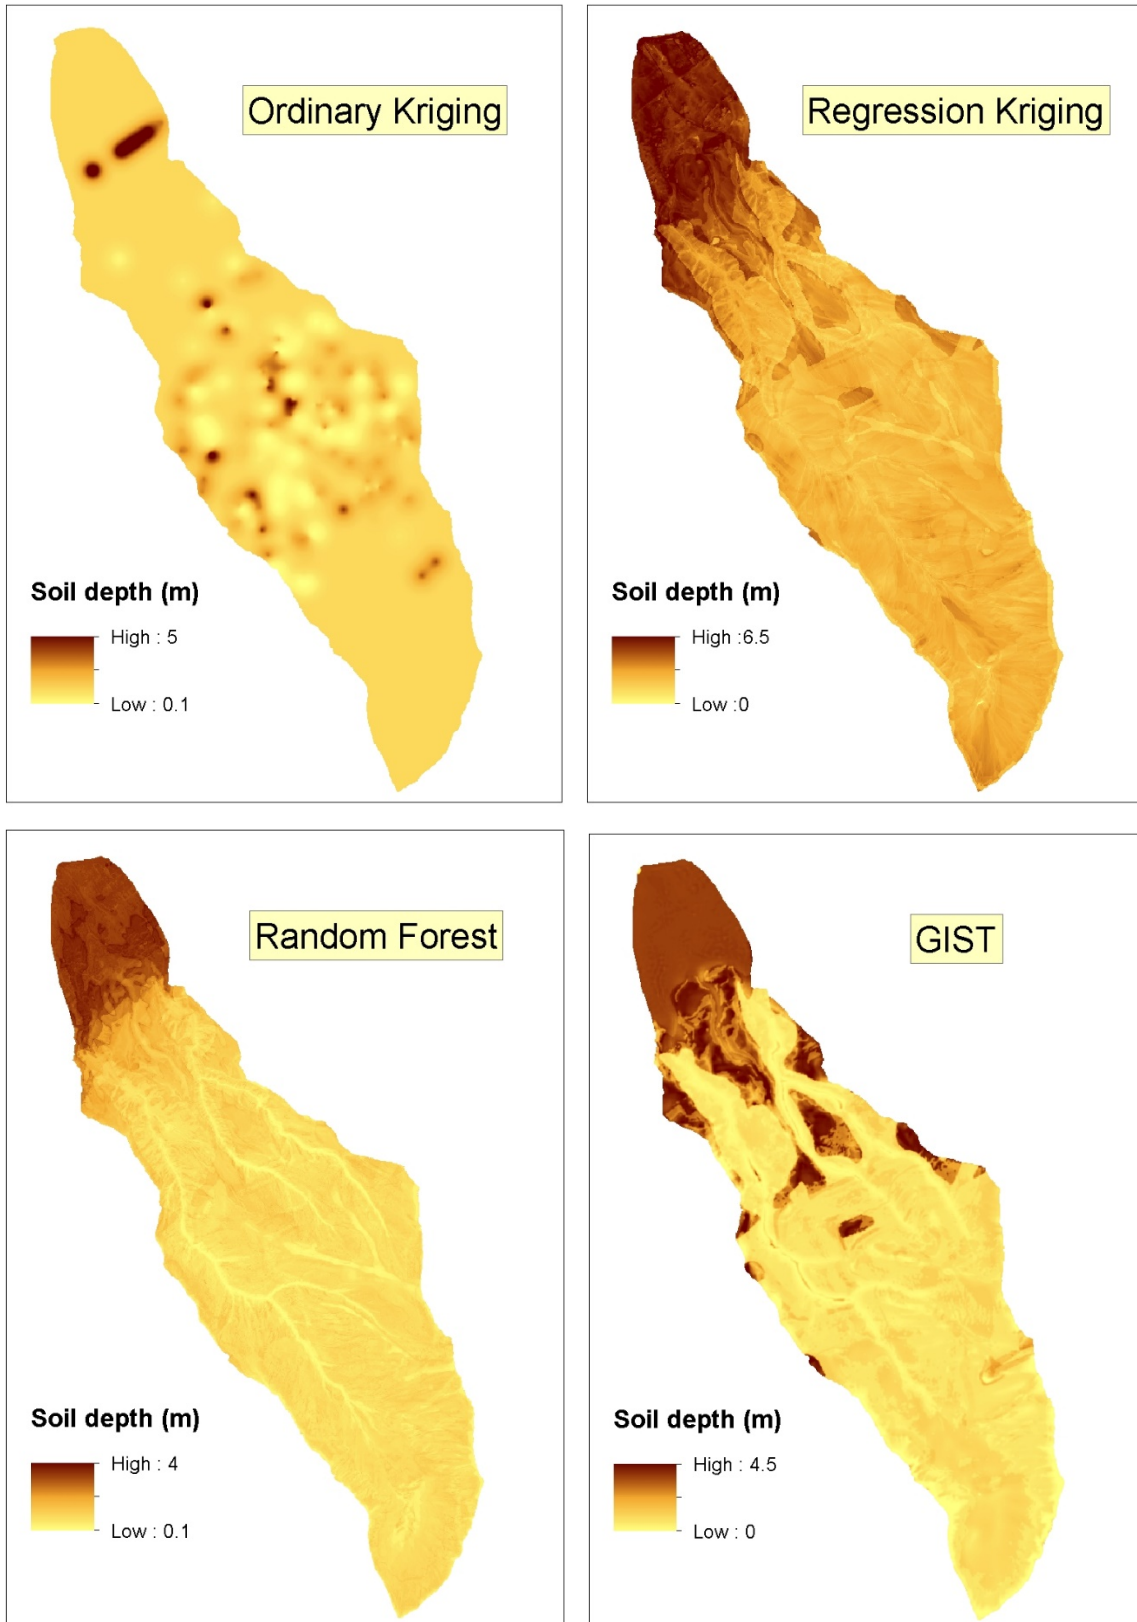 Ordinary Kriging
Soil depth (m)
High : 5
Low : 0.1
Regression Kriging
Soil depth (m)
High :6.5
Low :0
Random Forest
Soil depth (m)
High : 4
Low : 0.1
GIST
Soil depth (m)
High : 4.5
Low : 0